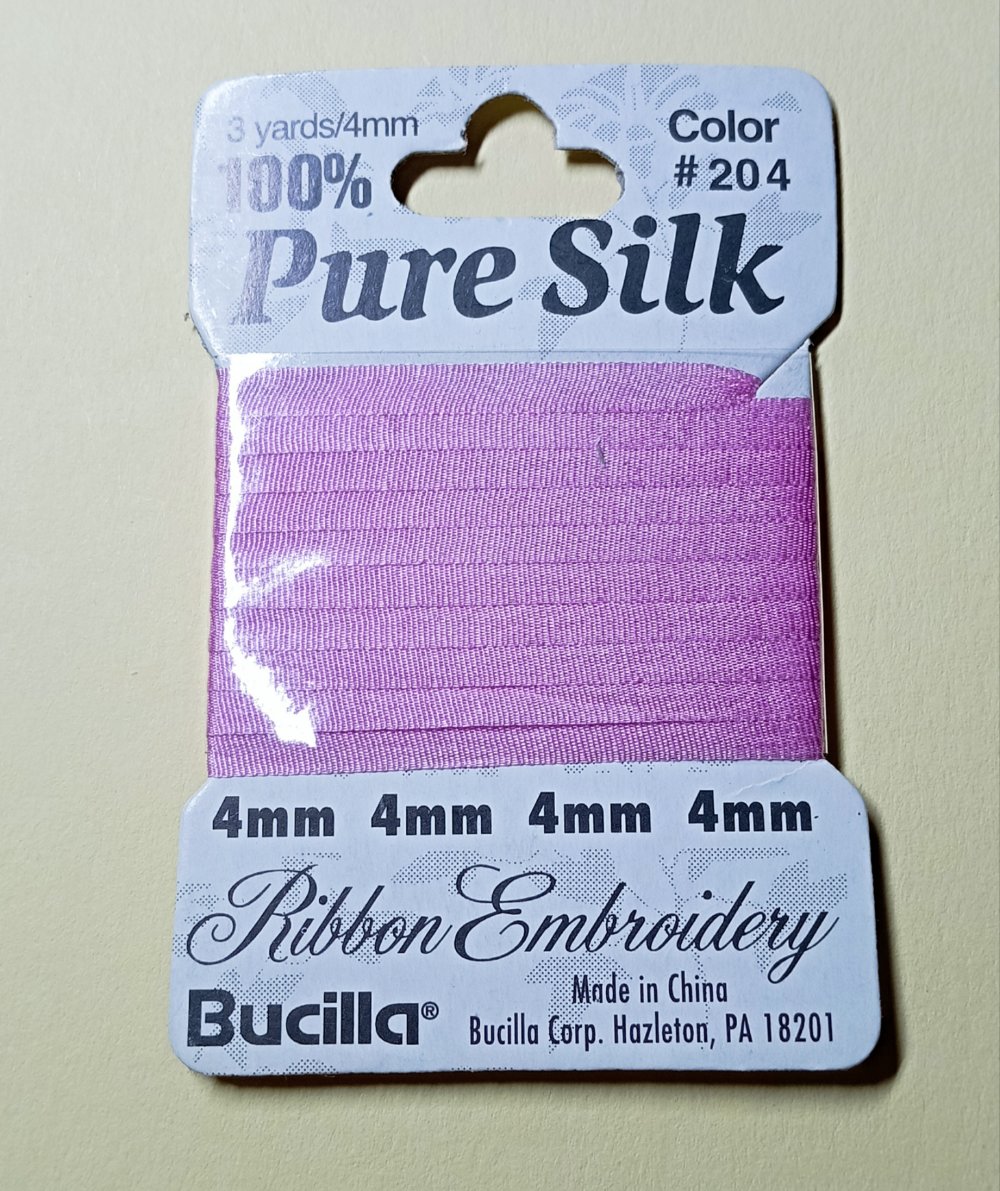 3 yards/4mm
Color
100%
#204
Pure Silk
4mm 4mm 4mm 4mm
Ribbon Embroidery
Made in China
Bucilla®
Bucilla Corp. Hazleton, PA 18201